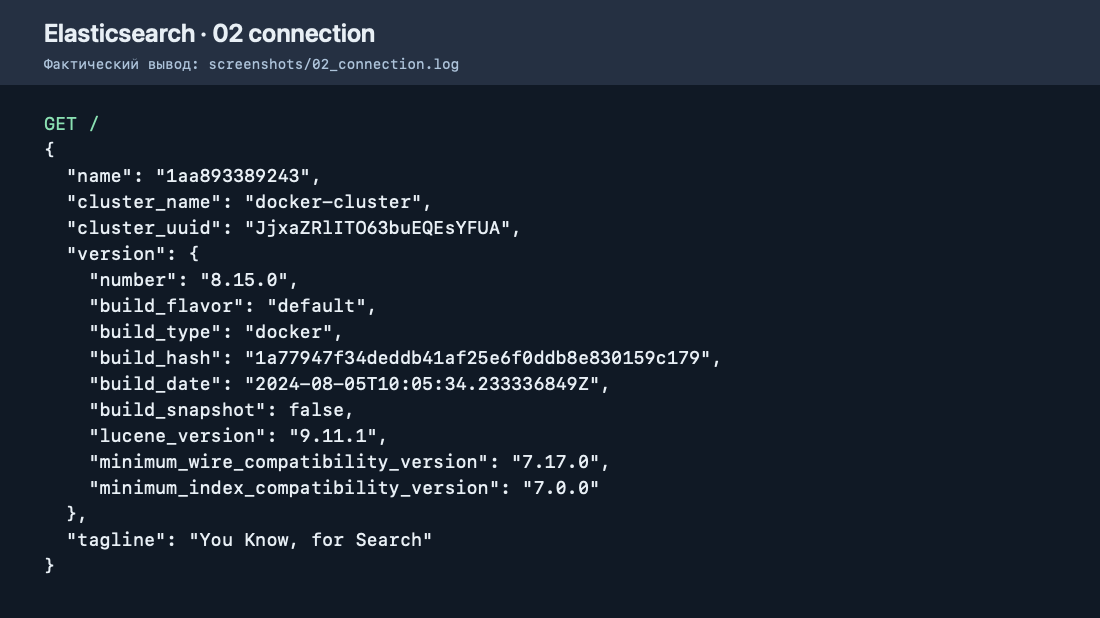 Elasticsearch · 02 connection
Фактический вывод: screenshots/02_connection.log
GET /
{
  "name": "1aa893389243",
  "cluster_name": "docker-cluster",
  "cluster_uuid": "JjxaZRlITO63buEQEsYFUA",
  "version": {
    "number": "8.15.0",
    "build_flavor": "default",
    "build_type": "docker",
    "build_hash": "1a77947f34deddb41af25e6f0ddb8e830159c179",
    "build_date": "2024-08-05T10:05:34.233336849Z",
    "build_snapshot": false,
    "lucene_version": "9.11.1",
    "minimum_wire_compatibility_version": "7.17.0",
    "minimum_index_compatibility_version": "7.0.0"
  },
  "tagline": "You Know, for Search"
}